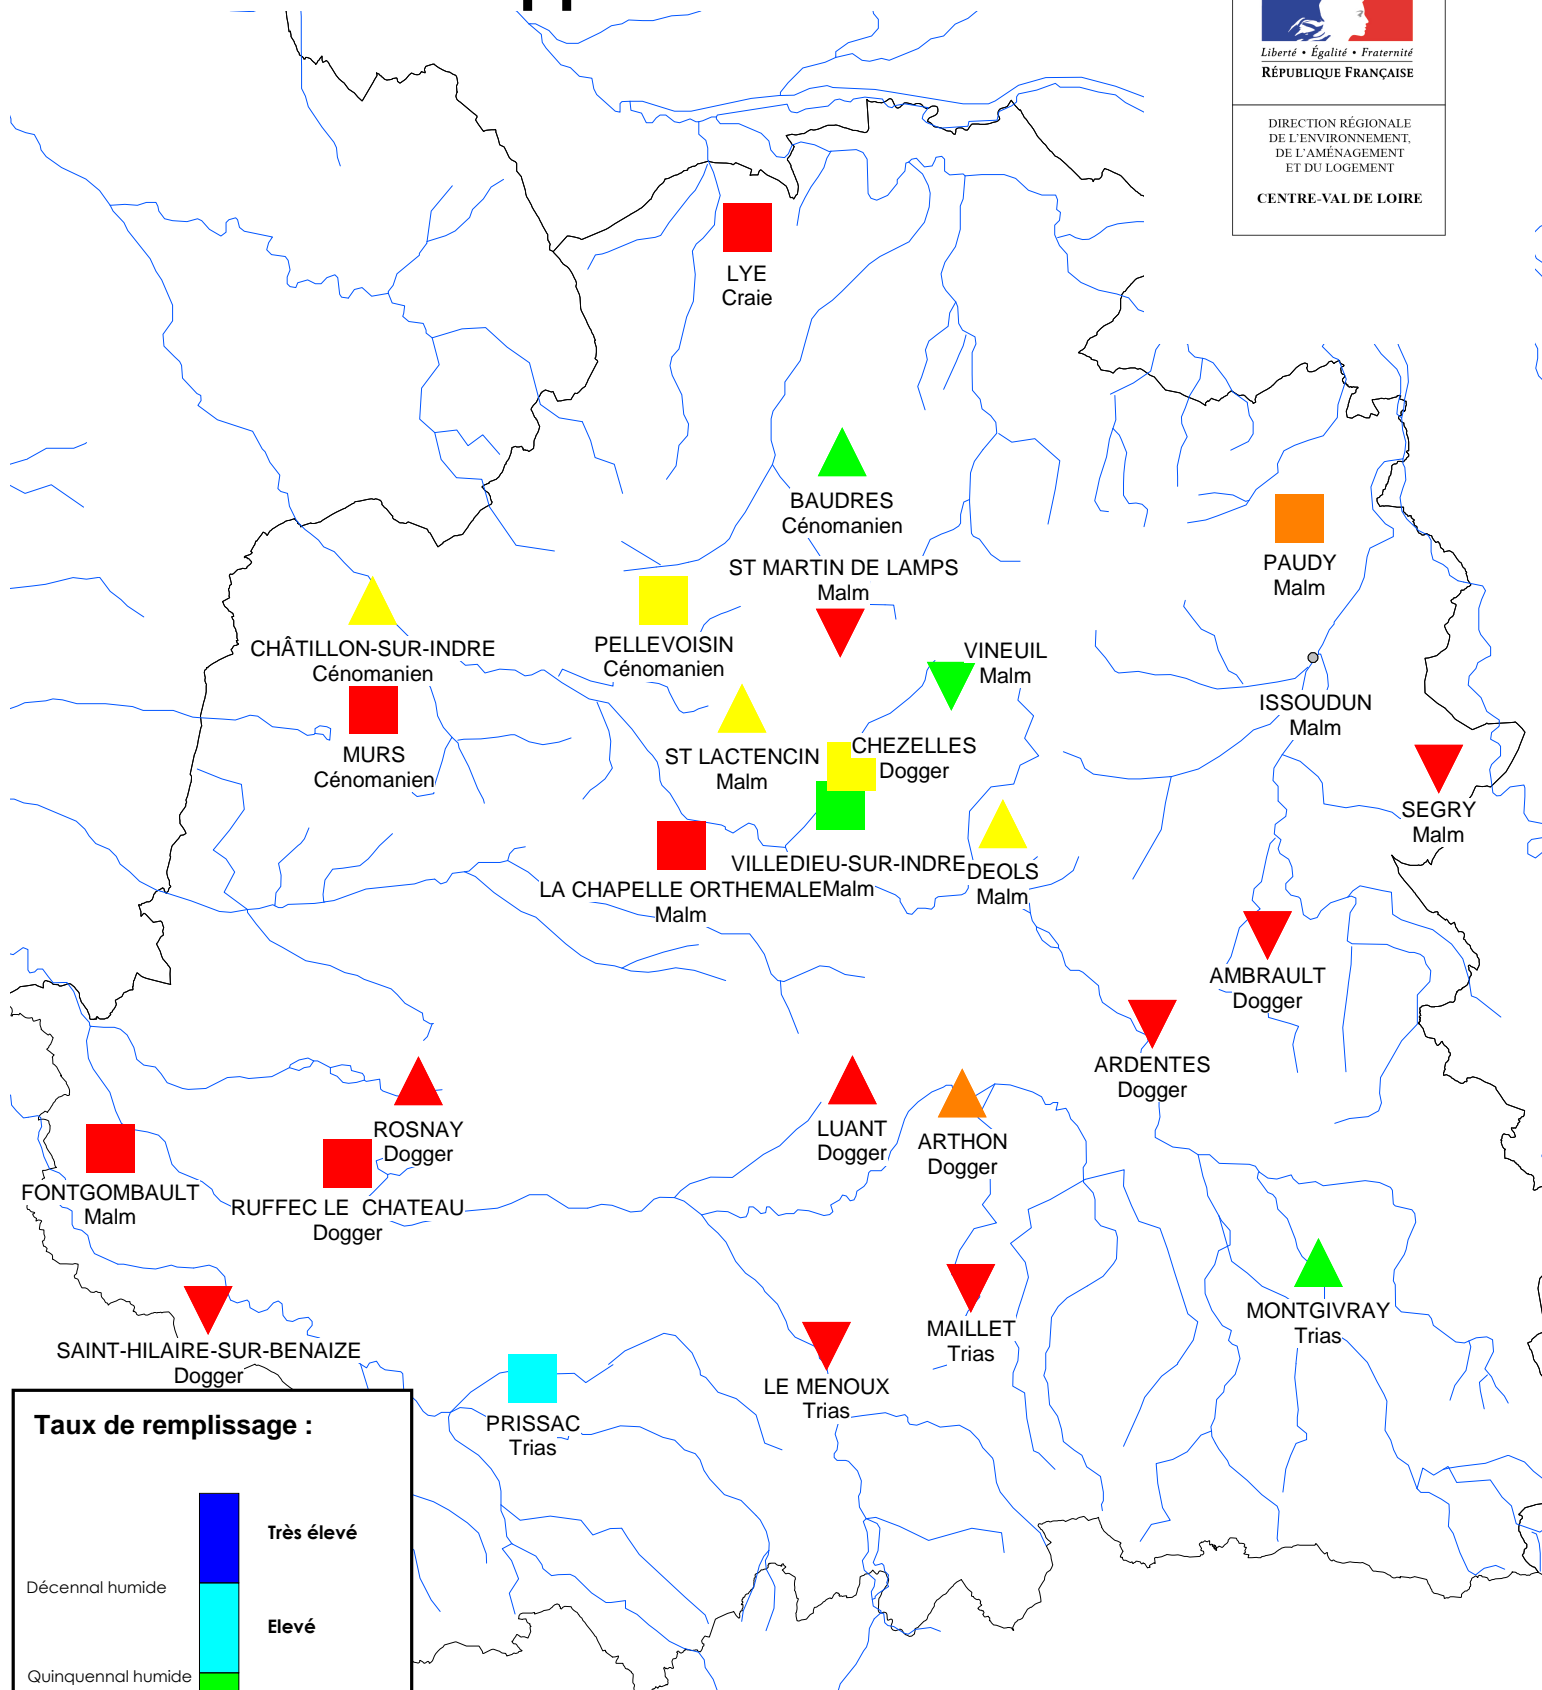 Liberté • Égalité • Fraternité
RÉPUBLIQUE FRANÇAISE
DIRECTION RÉGIONALE
DE L'ENVIRONNEMENT,
DE L'AMÉNAGEMENT
ET DU LOGEMENT
CENTRE-VAL DE LOIRE
LYE
Craie
BAUDRES
Cénomanien
ST MARTIN DE LAMPS
Malm
PAUDY
Malm
CHÂTILLON-SUR-INDRE
Cénomanien
PELLEVOISIN
Cénomanien
VINEUIL
Malm
ISSOUDUN
Malm
MURS
Cénomanien
ST LACTENCIN
Malm
CHEZELLES
Dogger
SEGRY
Malm
VILLEDIEU-SUR-INDRE
Malm
DEOLS
Malm
LA CHAPELLE ORTHEMALE
Malm
AMBRAULT
Dogger
ARDENTES
Dogger
ROSNAY
Dogger
LUANT
Dogger
ARTHON
Dogger
FONTGOMBAULT
Malm
RUFFEC LE CHATEAU
Dogger
MONTGIVRAY
Trias
MAILLET
Trias
SAINT-HILAIRE-SUR-BENAIZE
Dogger
LE MENOUX
Trias
PRISSAC
Trias
Taux de remplissage :
Très élevé
Décennal humide
Elevé
Quinquennal humide